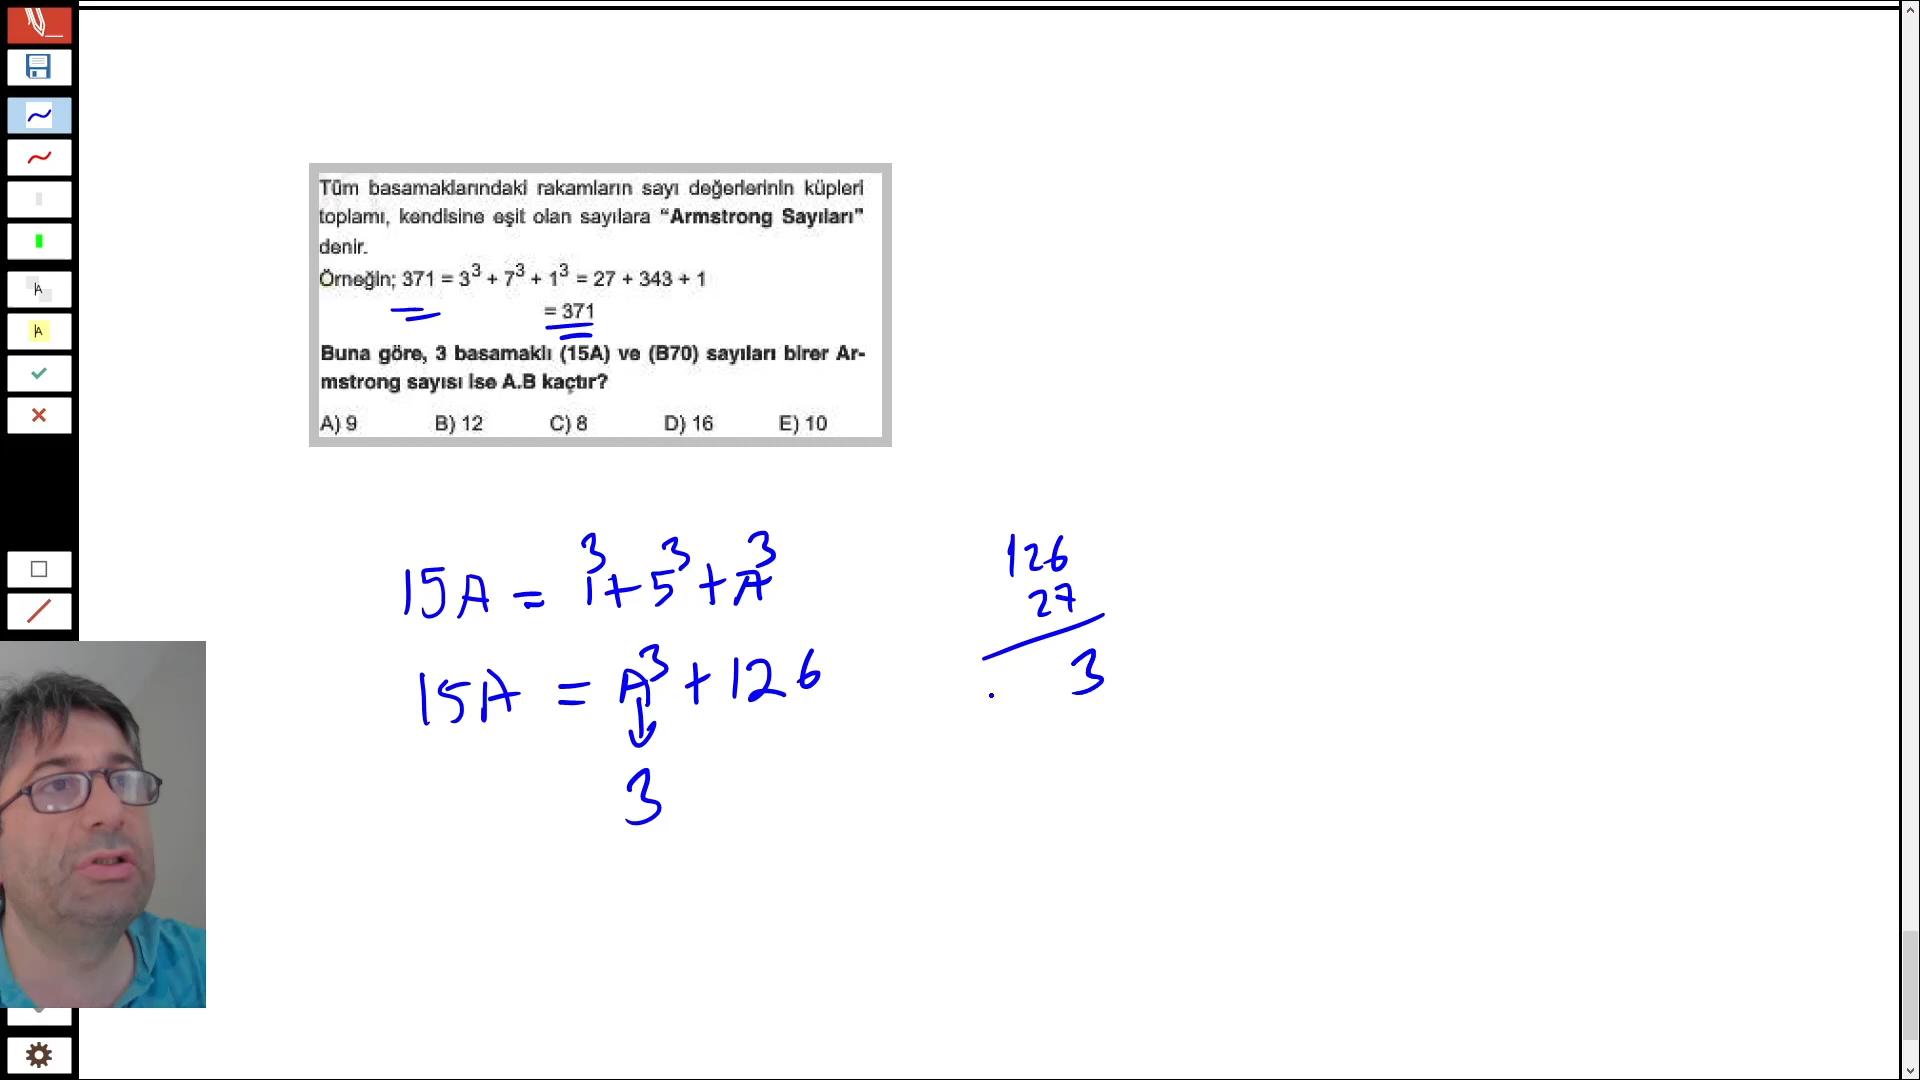 Tüm basamaklarındaki rakamların sayı değerlerinin küpleri
toplamı, kendisine eşit olan sayılara “Armstrong Sayıları”
denir.
Örneğin; 371 = 3³ + 7³ + 1³ = 27 + 343 + 1
= 371
Buna göre, 3 basamaklı (15A) ve (B70) sayıları birer Ar-
mstrong sayısı ise A.B kaçtır?
A) 9 B) 12 C) 8 D) 16 E) 10
15A = 1³ + 5³ + A³
15A = A³ + 126
3
126
27
3
A
A